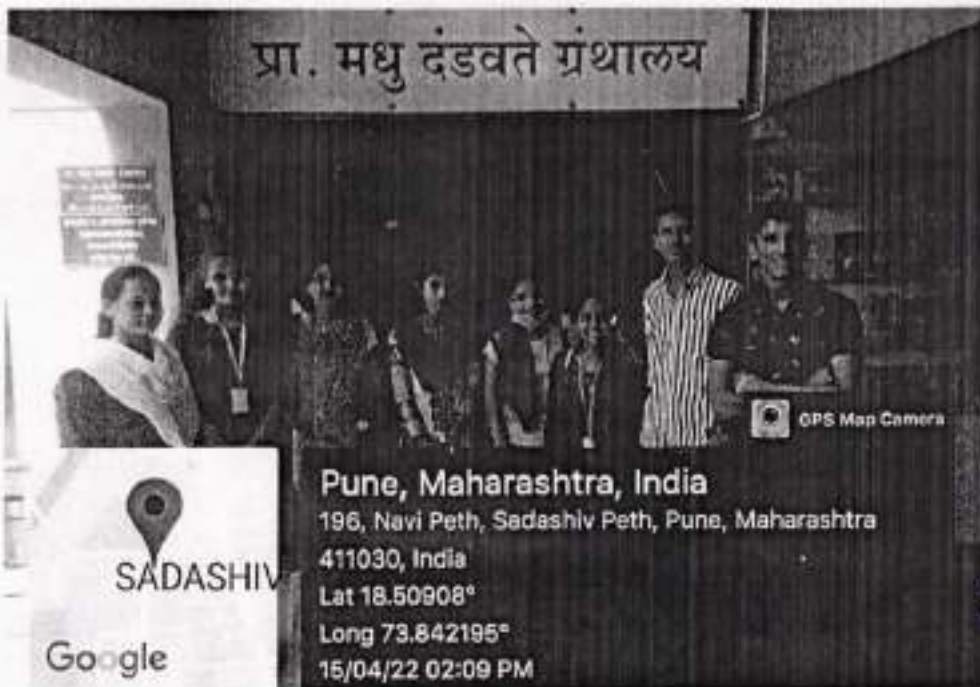 प्रा. मधु दंडवते ग्रंथालय
GPS Map Camera
SADASHIV
Google
Pune, Maharashtra, India
196, Navi Peth, Sadashiv Peth, Pune, Maharashtra
411030, India
Lat 18.50908°
Long 73.842195°
15/04/22 02:09 PM